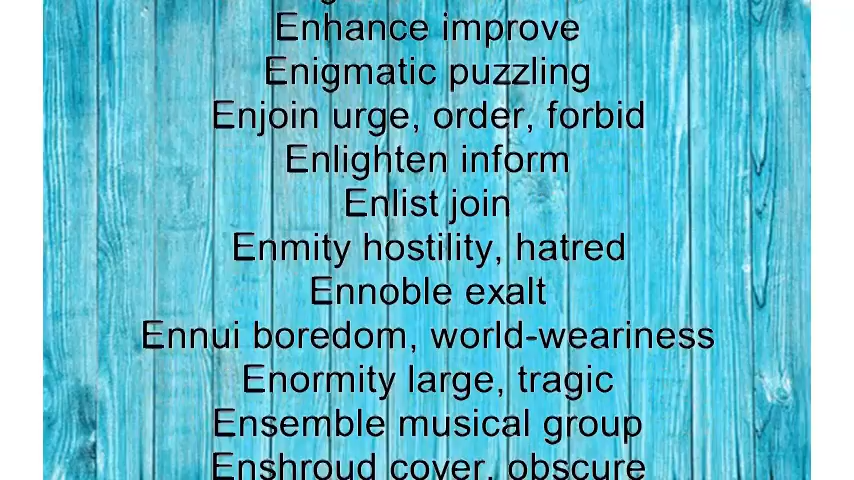 Enhance improve
Enigmatic puzzling
Enjoin urge, order, forbid
Enlighten inform
Enlist join
Enmity hostility, hatred
Ennoble exalt
Ennui boredom, world-weariness
Enormity large, tragic
Ensemble musical group
Enshroud cover, obscure